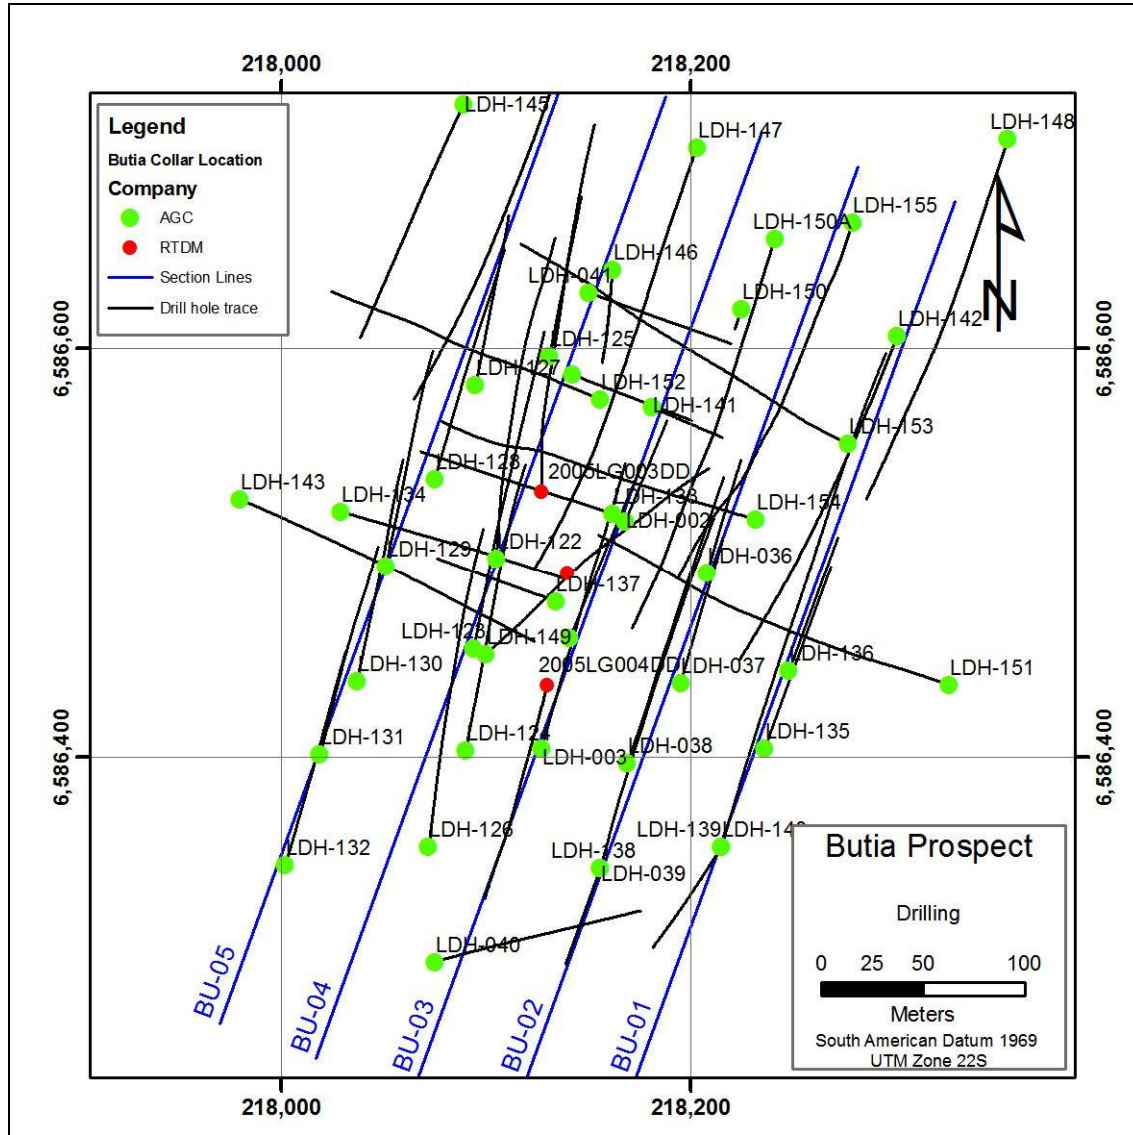 218,000
218,200
LDH-145
LDH-147
LDH-148
Legend
Butia Collar Location
Company
AGC
RTDM
Section Lines
Drill hole trace
LDH-155
LDH-150A
LDH-146
LDH-041
LDH-150
N
LDH-142
6,586,600
6,586,600
LDH-125
LDH-127
LDH-152
LDH-141
LDH-153
LDH-128
2005LG003DD
LDH-143
LDH-134
LDH-133
LDH-154
LDH-002
LDH-122
LDH-129
LDH-036
LDH-137
LDH-123
LDH-149
2005LG004DD
LDH-037
LDH-136
LDH-130
LDH-151
LDH-131
LDH-124
LDH-003
LDH-038
LDH-135
6,586,400
6,586,400
LDH-126
LDH-139
LDH-132
LDH-138
LDH-039
LDH-040
Butia Prospect
Drilling
0 25 50 100
Meters
South American Datum 1969
UTM Zone 22S
BU-05
BU-04
BU-03
BU-02
BU-01
218,000
218,200